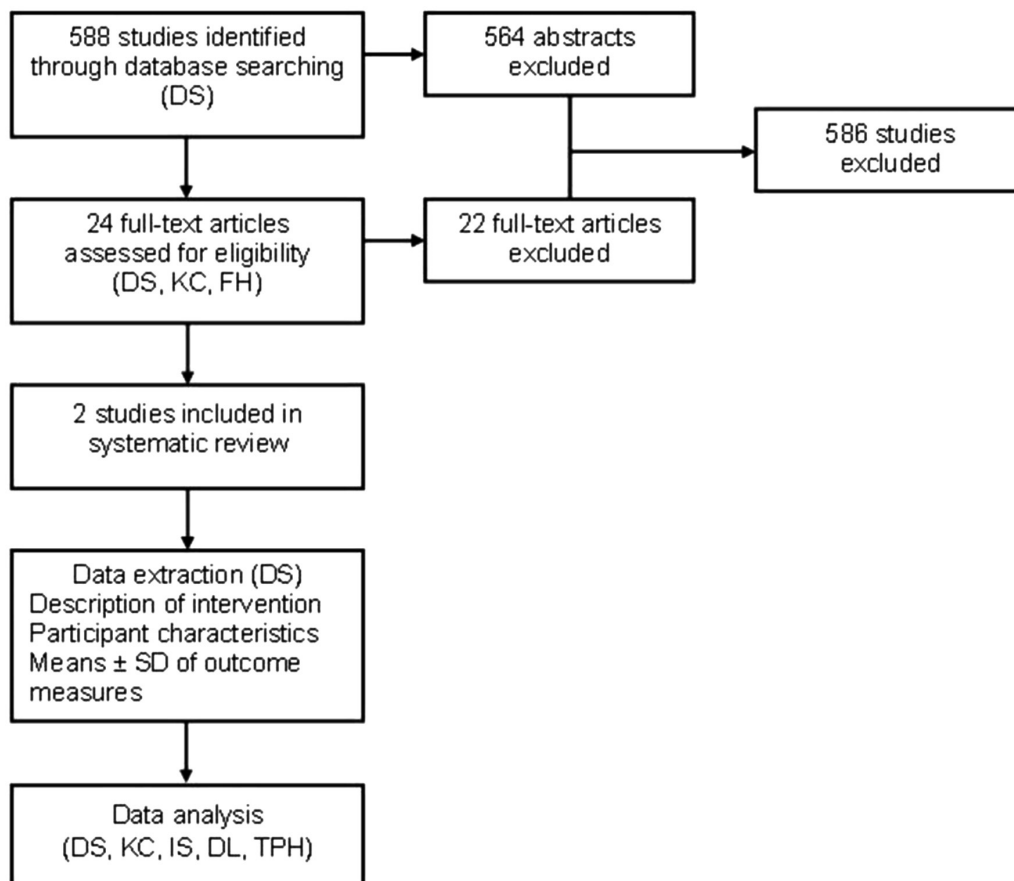 588 studies identified
through database searching
(DS)
564 abstracts
excluded
586 studies
excluded
24 full-text articles
assessed for eligibility
(DS, KC, FH)
22 full-text articles
excluded
2 studies included in
systematic review
Data extraction (DS)
Description of intervention
Participant characteristics
Means ± SD of outcome
measures
Data analysis
(DS, KC, IS, DL, TPH)